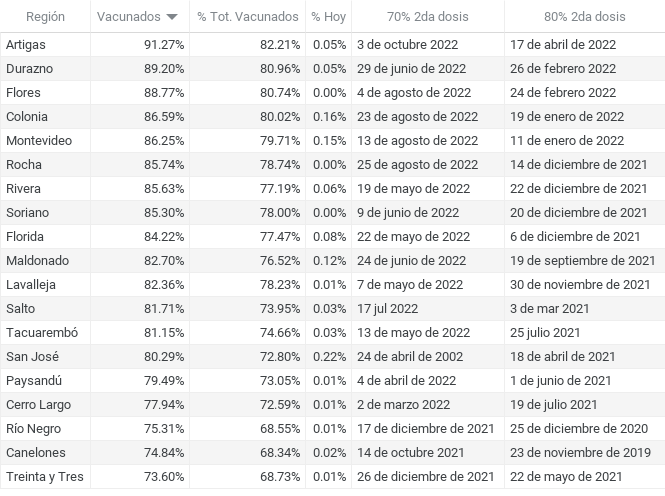 Región Vacunados % Tot. Vacunados % Hoy 70% 2da dosis 80% 2da dosis
Artigas 91.27% 82.21% 0.05% 3 de octubre 2022 17 de abril de 2022
Durazno 89.20% 80.96% 0.05% 29 de junio de 2022 26 de febrero 2022
Flores 88.77% 80.74% 0.00% 4 de agosto de 2022 24 de febrero 2022
Colonia 86.59% 80.02% 0.16% 23 de agosto de 2022 19 de enero de 2022
Montevideo 86.25% 79.71% 0.15% 13 de agosto de 2022 11 de enero de 2022
Rocha 85.74% 78.74% 0.00% 25 de agosto de 2022 14 de diciembre de 2021
Rivera 85.63% 77.19% 0.06% 19 de mayo de 2022 22 de diciembre de 2021
Soriano 85.30% 78.00% 0.00% 9 de junio de 2022 20 de diciembre de 2021
Florida 84.22% 77.47% 0.08% 22 de mayo de 2022 6 de diciembre de 2021
Maldonado 82.70% 76.52% 0.12% 24 de junio de 2022 19 de septiembre de 2021
Lavalleja 82.36% 78.23% 0.01% 7 de mayo de 2022 30 de noviembre de 2021
Salto 81.71% 73.95% 0.03% 17 jul 2022 3 de mar 2021
Tacuarembó 81.15% 74.66% 0.03% 13 de mayo de 2022 25 julio 2021
San José 80.29% 72.80% 0.22% 24 de abril de 2002 18 de abril de 2021
Paysandú 79.49% 73.05% 0.01% 4 de abril de 2022 1 de junio de 2021
Cerro Largo 77.94% 72.59% 0.01% 2 de marzo 2022 19 de julio 2021
Río Negro 75.31% 68.55% 0.01% 17 de diciembre de 2021 25 de diciembre de 2020
Canelones 74.84% 68.34% 0.02% 14 de octubre 2021 23 de noviembre de 2019
Treinta y Tres 73.60% 68.73% 0.01% 26 de diciembre de 2021 22 de mayo de 2021